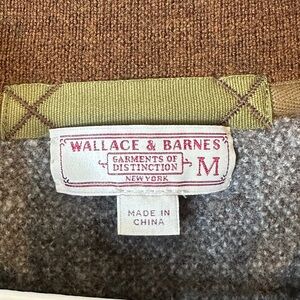 WALLACE & BARNES
GARMENTS OF
DISTINCTION
NEW YORK
M
MADE IN
CHINA